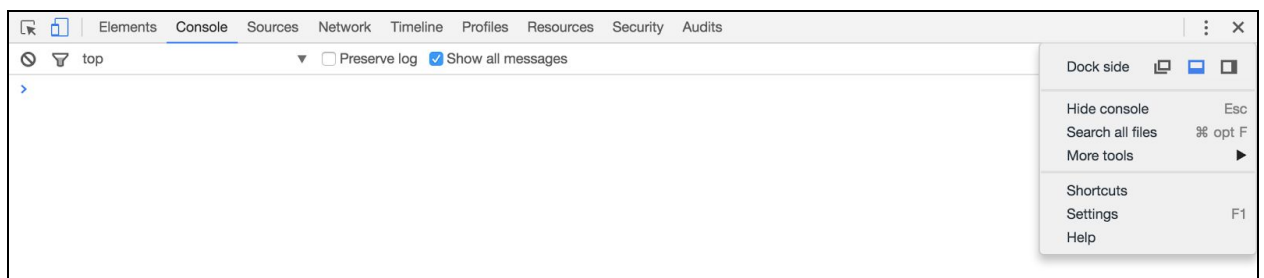 Elements Console Sources Network Timeline Profiles Resources Security Audits
top Preserve log Show all messages
Dock side
Hide console Esc
Search all files ⌘ opt F
More tools
Shortcuts
Settings F1
Help